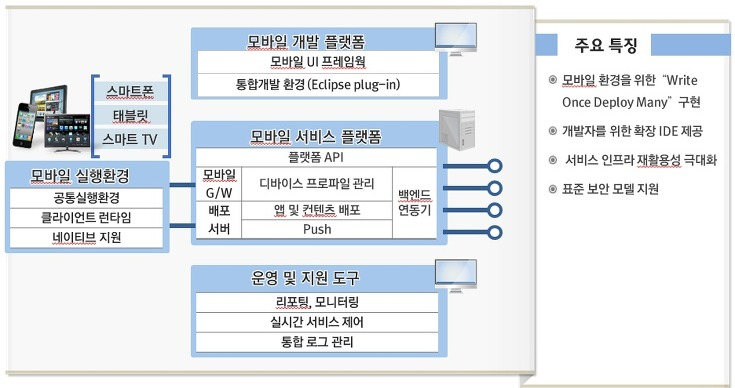 모바일 개발 플랫폼
모바일 UI 프레임웍
통합개발 환경 (Eclipse plug-in)
스마트폰
태블릿
스마트 TV
모바일 실행환경
공통실행환경
클라이언트 런타임
네이티브 지원
모바일 서비스 플랫폼
플랫폼 API
모바일
G/W
디바이스 프로파일 관리
백엔드
연동기
배포
서버
앱 및 컨텐츠 배포
Push
운영 및 지원 도구
리포팅, 모니터링
실시간 서비스 제어
통합 로그 관리
주요 특징
모바일 환경을 위한 “Write
Once Deploy Many” 구현
개발자를 위한 확장 IDE 제공
서비스 인프라 재활용성 극대화
표준 보안 모델 지원